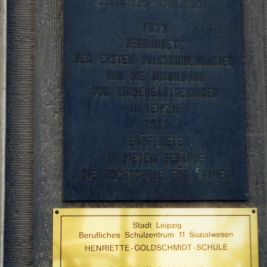 1872
BEGRÜNDETE
DEN ERSTEN VOLKSKINDERGARTEN
UND DIE AUSBILDUNG
VON KINDERGÄRTNERINNEN
IN LEIPZIG
1911
ERÖFFNETE
IN DIESEM GEBÄUDE
DIE HOCHSCHULE FÜR FRAUEN
Stadt Leipzig
Berufliches Schulzentrum 11 Sozialwesen
HENRIETTE-GOLDSCHMIDT-SCHULE